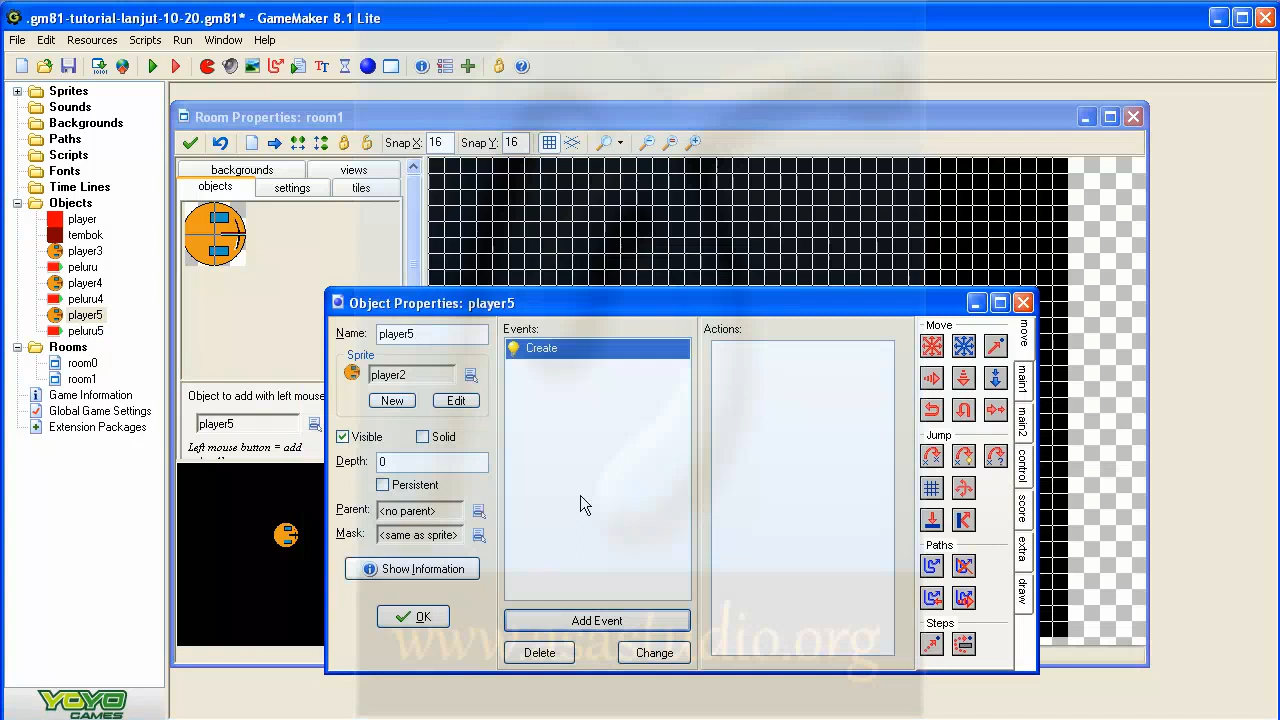 .gm81-tutorial-lanjut-10-20.gm81* - GameMaker 8.1 Lite
File Edit Resources Scripts Run Window Help
Sprites
Sounds
Backgrounds
Paths
Scripts
Fonts
Time Lines
Objects
player
tembok
player3
peluru
player4
peluru4
player5
peluru5
Rooms
room0
room1
Game Information
Global Game Settings
Extension Packages
YOYO
GAMES
Room Properties: room1
Snap X: 16 Snap Y: 16
backgrounds views
objects settings tiles
Object to add with left mouse
player5
Left mouse button = add
Object Properties: player5
Name: player5
Sprite
player2
New Edit
Visible Solid
Depth: 0
Persistent
Parent: <no parent>
Mask: <same as sprite>
Show Information
OK
Events:
Create
Add Event
Delete Change
Actions:
Move
Jump
Paths
Steps
move
main1
main2
control
score
extra
draw